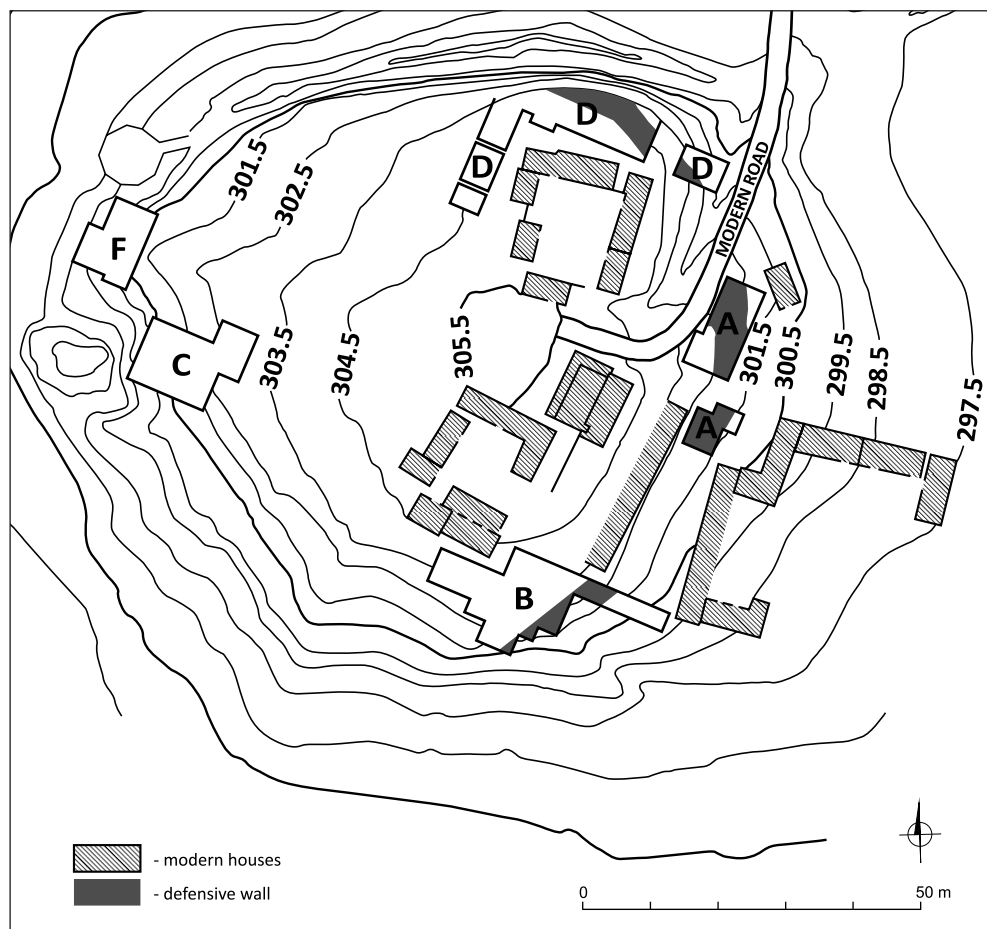 D
D
D
MODERN ROAD
301.5
302.5
F
A
C
303.5
304.5
305.5
301.5
300.5
299.5
298.5
297.5
A
B
- modern houses
- defensive wall
0
50 m